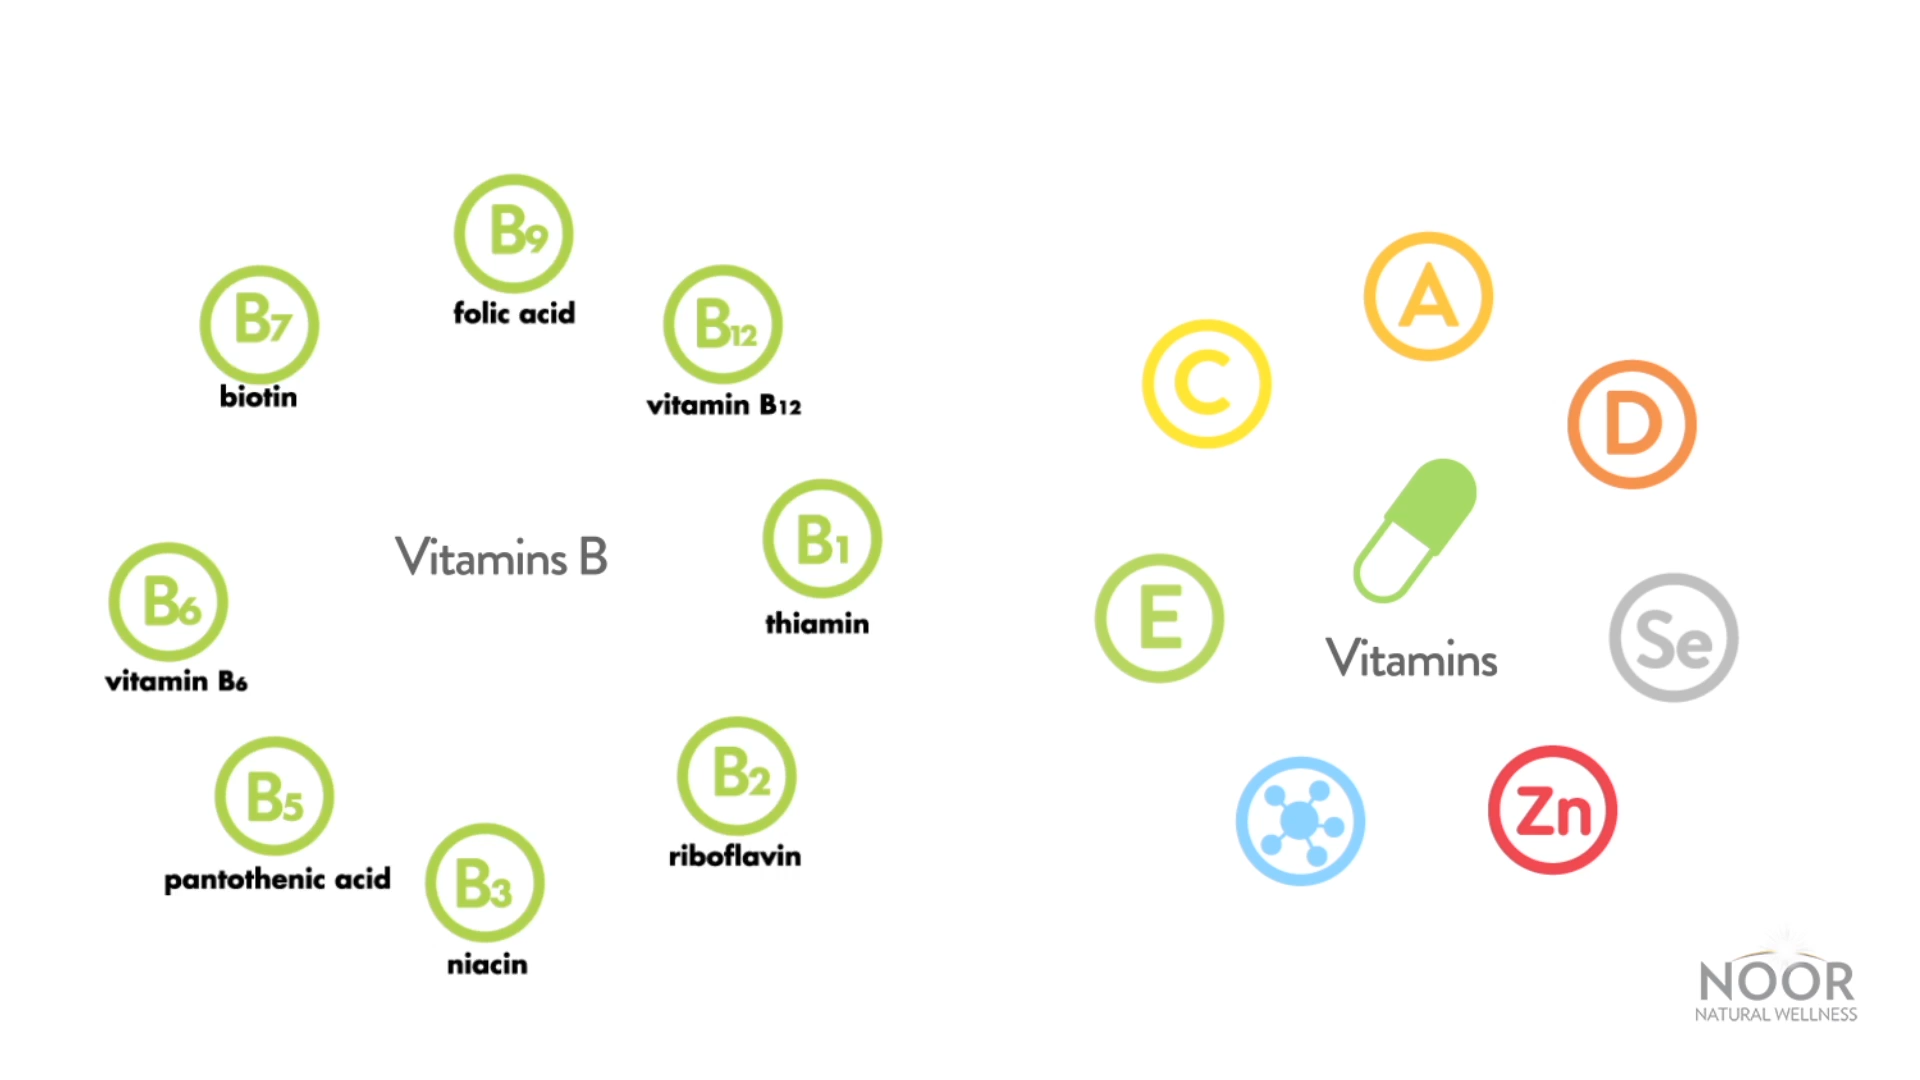 B9
folic acid
B7
biotin
B12
vitamin B12
Vitamins B
B1
thiamin
B6
vitamin B6
B2
riboflavin
B5
pantothenic acid
B3
niacin
A
C
D
E
Vitamins
Se
Zn
NOOR
NATURAL WELLNESS